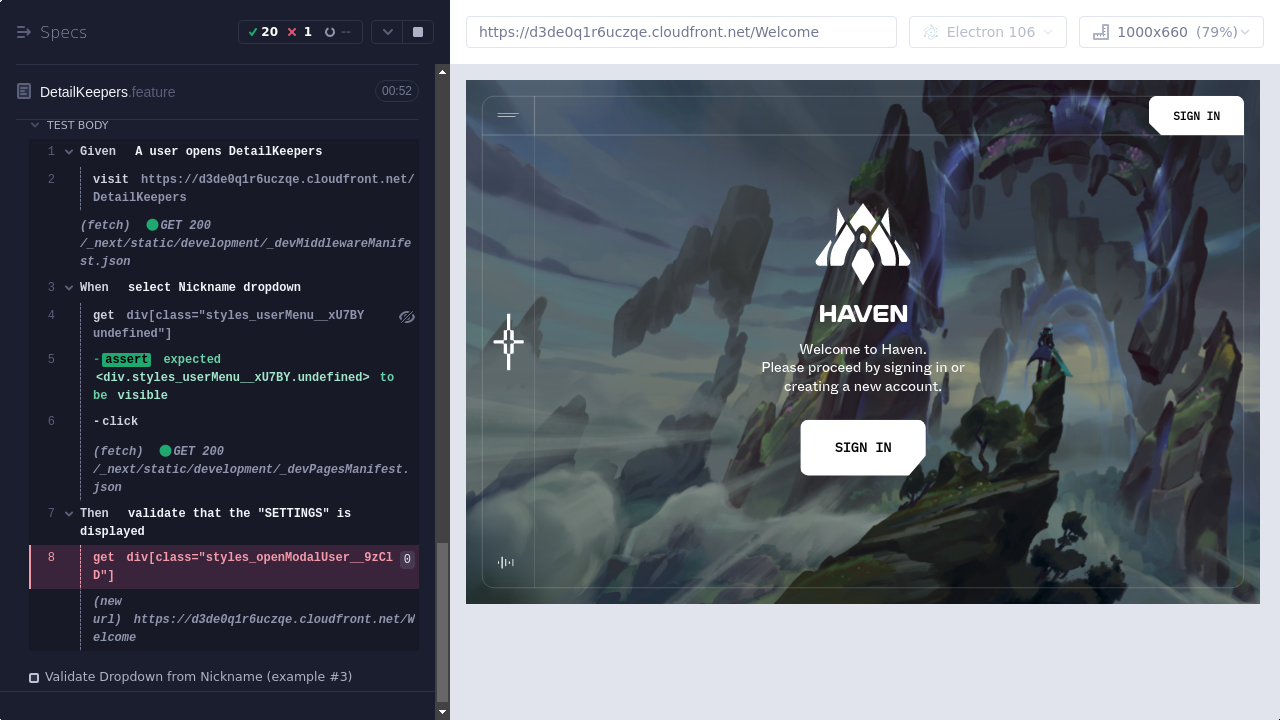 Specs
20
1
--
DetailKeepers.feature
00:52
TEST BODY
1 Given A user opens DetailKeepers
2 visit https://d3de0q1r6uczqe.cloudfront.net/
DetailKeepers
(fetch) GET 200
/_next/static/development/_devMiddlewareManife
st.json
3 When select Nickname dropdown
4 get div[class="styles_userMenu__xU7BY
undefined"]
5 -assert expected
<div.styles_userMenu__xU7BY.undefined> to
be visible
6 -click
(fetch) GET 200
/_next/static/development/_devPagesManifest.
json
7 Then validate that the "SETTINGS" is
displayed
8 get div[class="styles_openModalUser__9zCl
D"]
0
(new
url) https://d3de0q1r6uczqe.cloudfront.net/W
elcome
Validate Dropdown from Nickname (example #3)
https://d3de0q1r6uczqe.cloudfront.net/Welcome
Electron 106
1000x660 (79%)
SIGN IN
HAVEN
Welcome to Haven.
Please proceed by signing in or
creating a new account.
SIGN IN